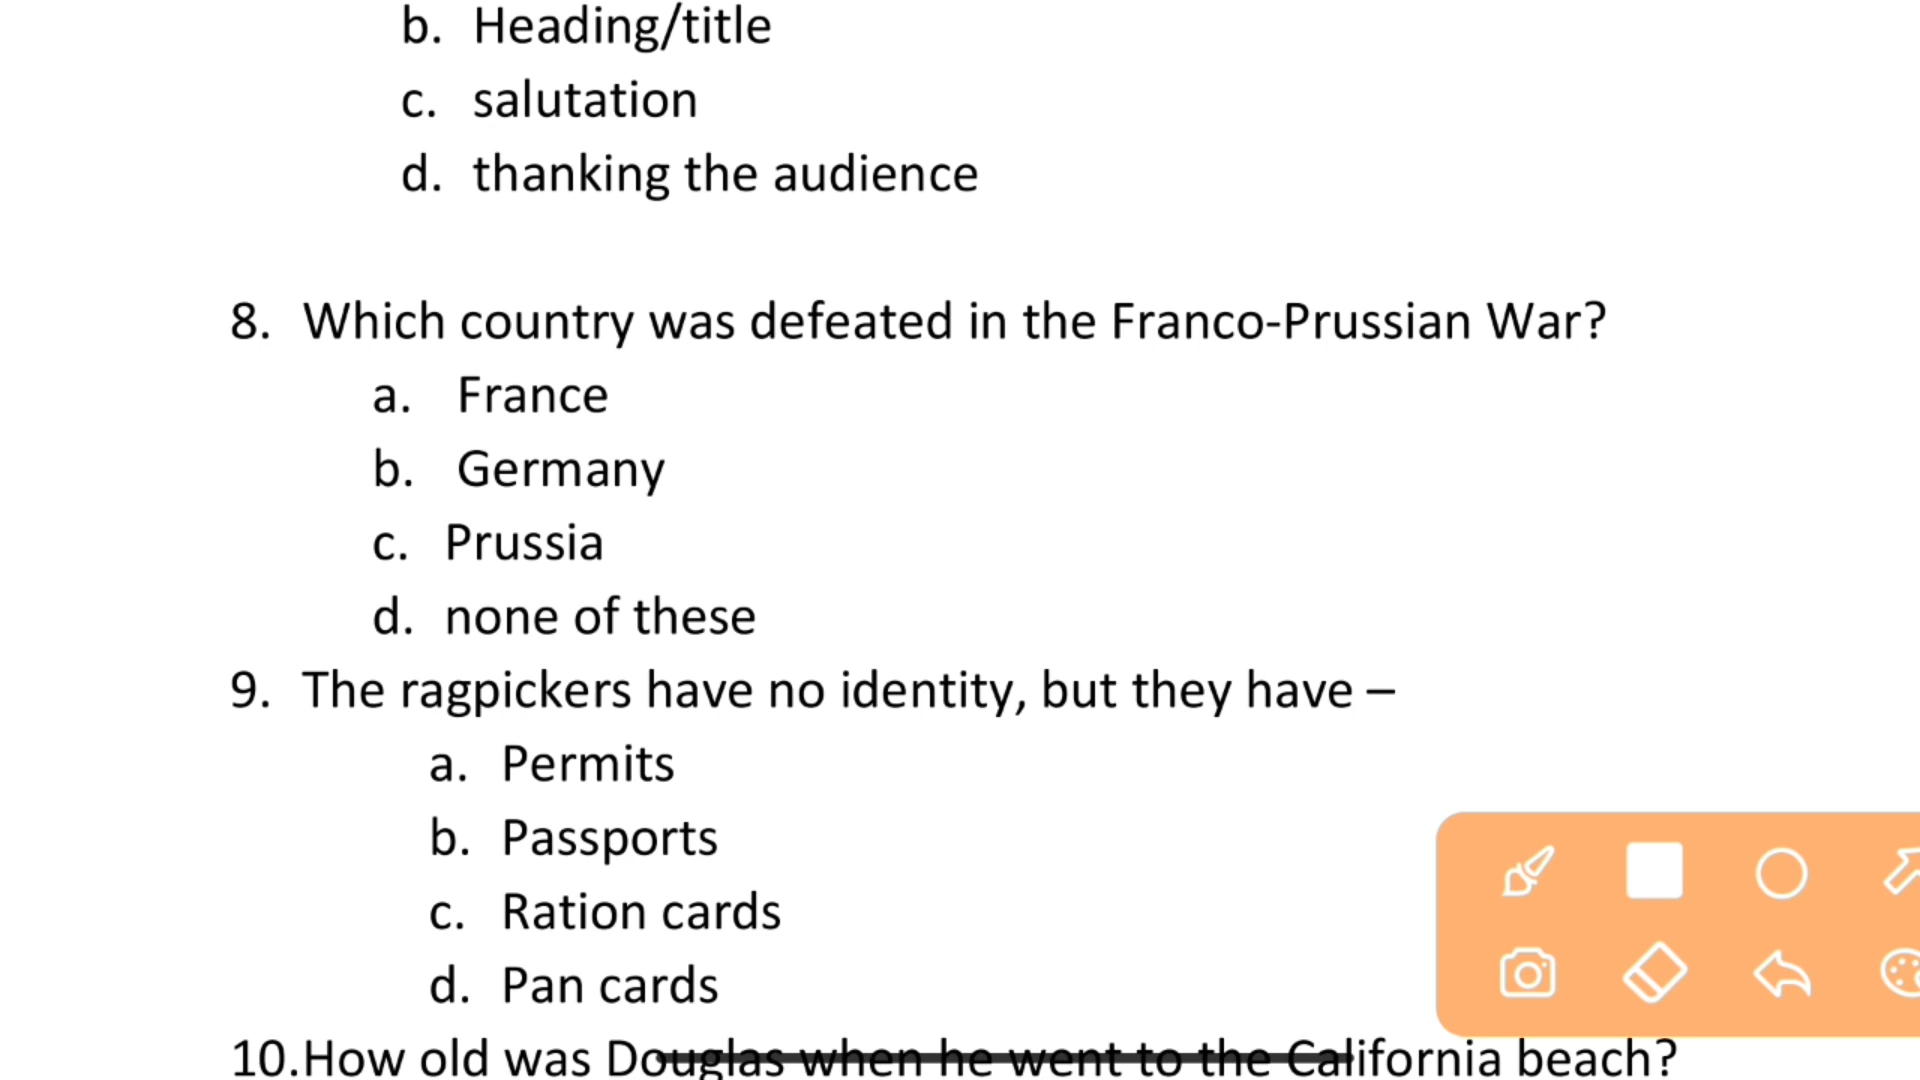 b. Heading/title
c. salutation
d. thanking the audience
8. Which country was defeated in the Franco-Prussian War?
a. France
b. Germany
c. Prussia
d. none of these
9. The ragpickers have no identity, but they have –
a. Permits
b. Passports
c. Ration cards
d. Pan cards
10.How old was Douglas when he went to the California beach?